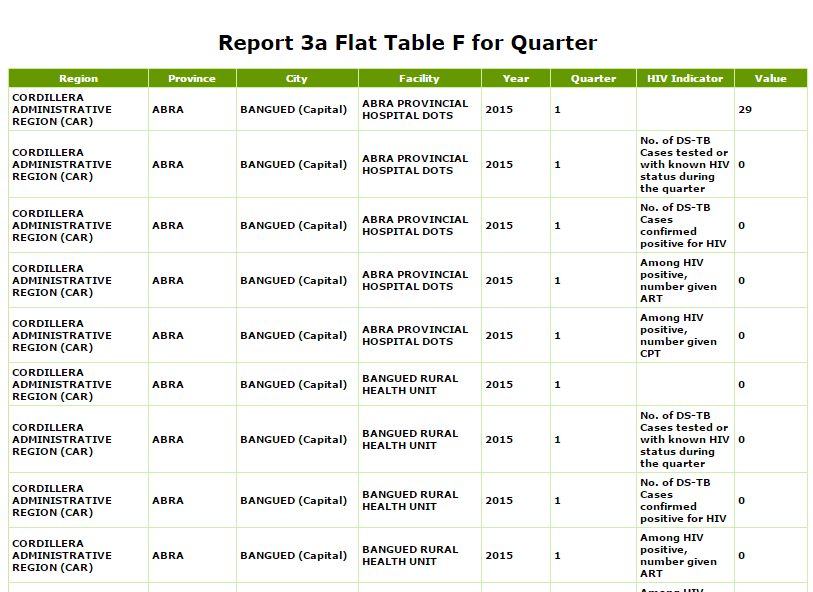 Report 3a Flat Table F for Quarter
Region Province City Facility Year Quarter HIV Indicator Value
CORDILLERA
ADMINISTRATIVE
REGION (CAR)
ABRA
BANGUED (Capital)
ABRA PROVINCIAL
HOSPITAL DOTS
2015
1
29
CORDILLERA
ADMINISTRATIVE
REGION (CAR)
ABRA
BANGUED (Capital)
ABRA PROVINCIAL
HOSPITAL DOTS
2015
1
No. of DS-TB
Cases tested or
with known HIV
status during
the quarter
0
CORDILLERA
ADMINISTRATIVE
REGION (CAR)
ABRA
BANGUED (Capital)
ABRA PROVINCIAL
HOSPITAL DOTS
2015
1
No. of DS-TB
Cases
confirmed
positive for HIV
0
CORDILLERA
ADMINISTRATIVE
REGION (CAR)
ABRA
BANGUED (Capital)
ABRA PROVINCIAL
HOSPITAL DOTS
2015
1
Among HIV
positive,
number given
ART
0
CORDILLERA
ADMINISTRATIVE
REGION (CAR)
ABRA
BANGUED (Capital)
ABRA PROVINCIAL
HOSPITAL DOTS
2015
1
Among HIV
positive,
number given
CPT
0
CORDILLERA
ADMINISTRATIVE
REGION (CAR)
ABRA
BANGUED (Capital)
BANGUED RURAL
HEALTH UNIT
2015
1
0
CORDILLERA
ADMINISTRATIVE
REGION (CAR)
ABRA
BANGUED (Capital)
BANGUED RURAL
HEALTH UNIT
2015
1
No. of DS-TB
Cases tested or
with known HIV
status during
the quarter
0
CORDILLERA
ADMINISTRATIVE
REGION (CAR)
ABRA
BANGUED (Capital)
BANGUED RURAL
HEALTH UNIT
2015
1
No. of DS-TB
Cases
confirmed
positive for HIV
0
CORDILLERA
ADMINISTRATIVE
REGION (CAR)
ABRA
BANGUED (Capital)
BANGUED RURAL
HEALTH UNIT
2015
1
Among HIV
positive,
number given
ART
0
Among HIV